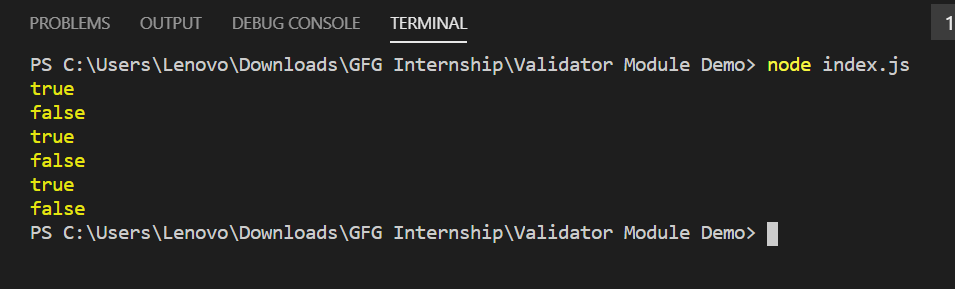 PROBLEMS OUTPUT DEBUG CONSOLE TERMINAL 1
PS C:\Users\Lenovo\Downloads\GFG Internship\Validator Module Demo> node index.js
true
false
true
false
true
false
PS C:\Users\Lenovo\Downloads\GFG Internship\Validator Module Demo>